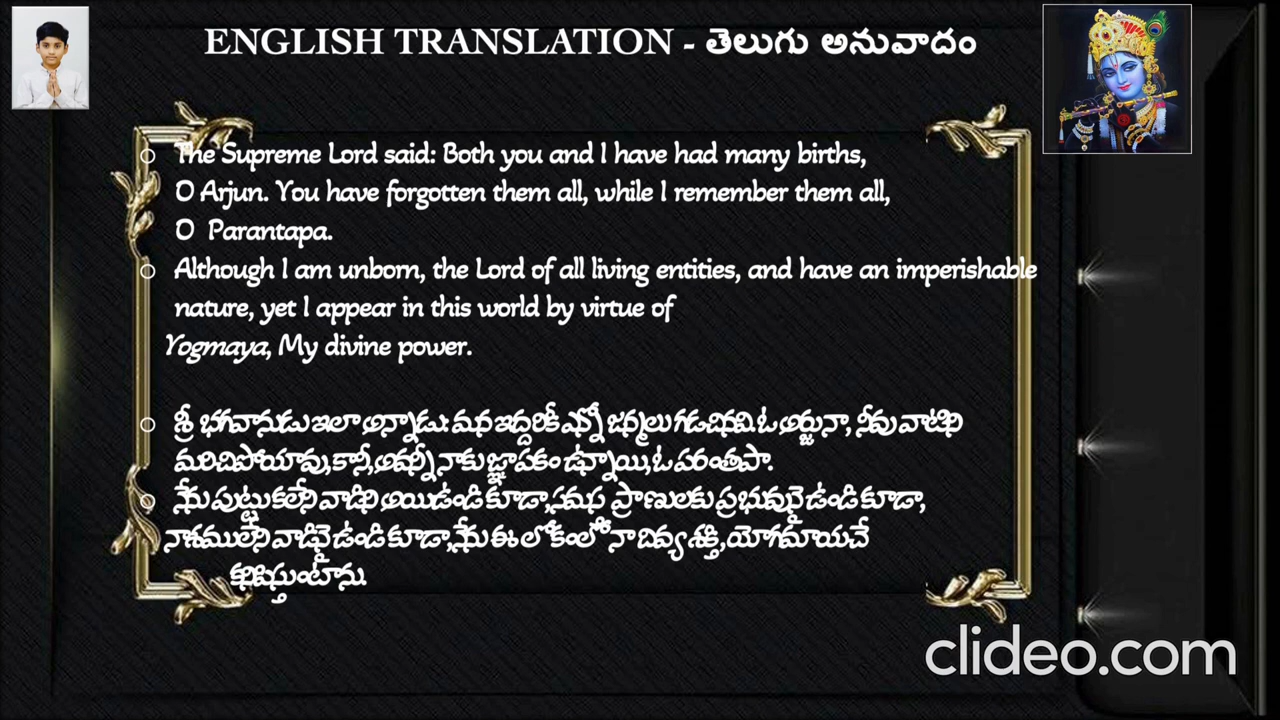 ENGLISH TRANSLATION - తెలుగు అనువాదం
The Supreme Lord said: Both you and I have had many births,
O Arjun. You have forgotten them all, while I remember them all,
O Parantapa.
Although I am unborn, the Lord of all living entities, and have an imperishable
nature, yet I appear in this world by virtue of
Yogmaya, My divine power.
శ్రీ భగవానుడు ఇలా అన్నాడు: మన ఇద్దరికీ ఎన్నో జన్మలు గడచినవి. ఓ అర్జునా, నీవు వాటిని
మరిచిపోయావు, కానీ, అవన్నీ నాకు జ్ఞాపకం ఉన్నాయి, ఓ పరంతపా.
నేను పుట్టుకలేని వాడిని అయిఉండి కూడా, సమస్త ప్రాణులకు ప్రభువునై ఉండి కూడా,
నాశములేని వాడినై ఉండి కూడా, నేను ఈ లోకంలో నా దివ్య శక్తి, యోగమాయచే
కనిపిస్తుంటాను.
clideo.com